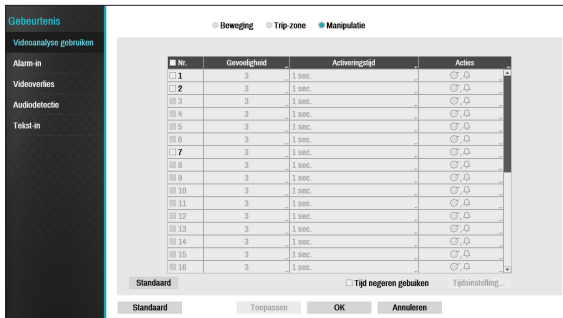 Gebeurtenis
Beweging Trip-zone Manipulatie
Videoanalyse gebruiken
Alarm-in
Videoverlies
Audiodetectie
Tekst-in
Nr. Gevoeligheid Activeringstijd Acties
1 3 1 sec.
2 3 1 sec.
3 3 1 sec.
4 3 1 sec.
5 3 1 sec.
6 3 1 sec.
7 3 1 sec.
8 3 1 sec.
9 3 1 sec.
10 3 1 sec.
11 3 1 sec.
12 3 1 sec.
13 3 1 sec.
14 3 1 sec.
15 3 1 sec.
16 3 1 sec.
Standaard Tijd negeren gebuiken Tijdsinstelling...
Standaard Toepassen OK Annuleren